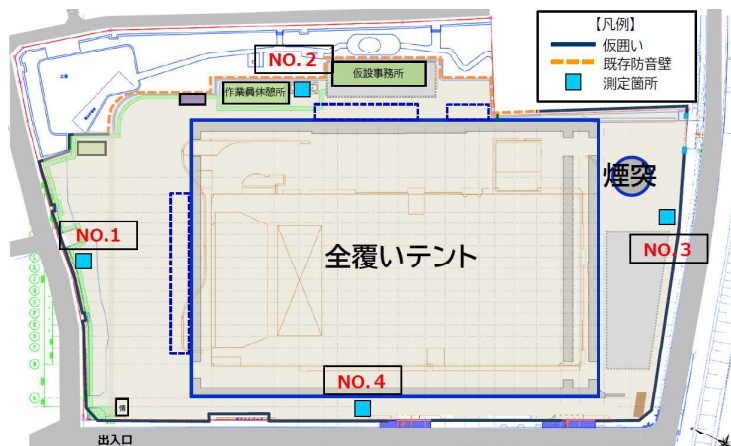 【凡例】
仮囲い
既存防音壁
測定箇所
NO.2
仮設事務所
作業員休憩所
煙突
NO.1
全覆いテント
NO.3
NO.4
出入口